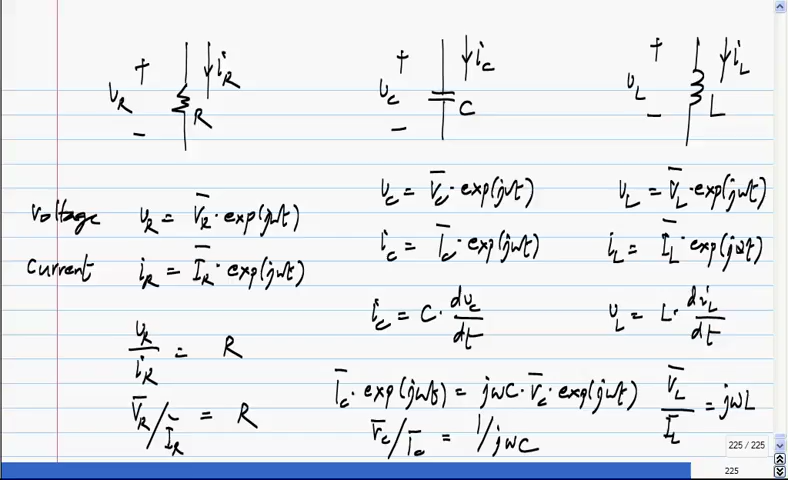 + i_R + i_C + i_L
v_R v_C v_L
R C L
− − −
v_C = V̄_C · exp(jωt) v_L = V̄_L · exp(jωt)
Voltage v_R = V̄_R · exp(jωt)
i_C = Ī_C · exp(jωt) i_L = Ī_L · exp(jωt)
Current i_R = Ī_R · exp(jωt)
i_C = C · dv_C/dt v_L = L · di_L/dt
v_R/i_R = R
Ī_C · exp(jωt) = jωC · V̄_C · exp(jωt) V̄_L/Ī_L = jωL
V̄_R/Ī_R = R V̄_C/Ī_C = 1/jωC
225 / 225
225